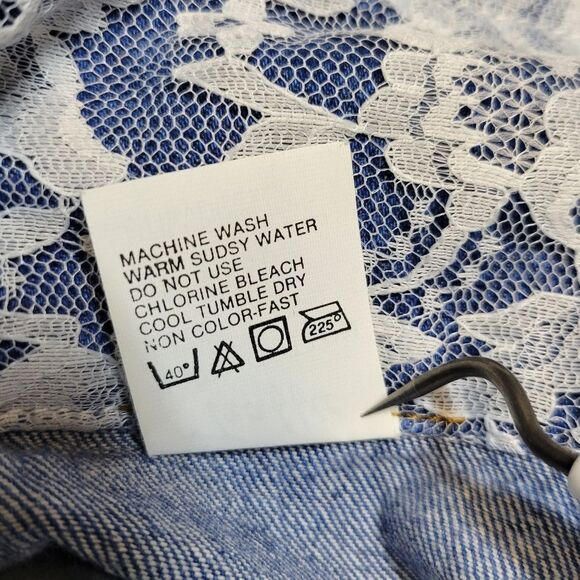 MACHINE WASH
WARM SUDSY WATER
DO NOT USE
CHLORINE BLEACH
COOL TUMBLE DRY
NON COLOR-FAST
40° 225°